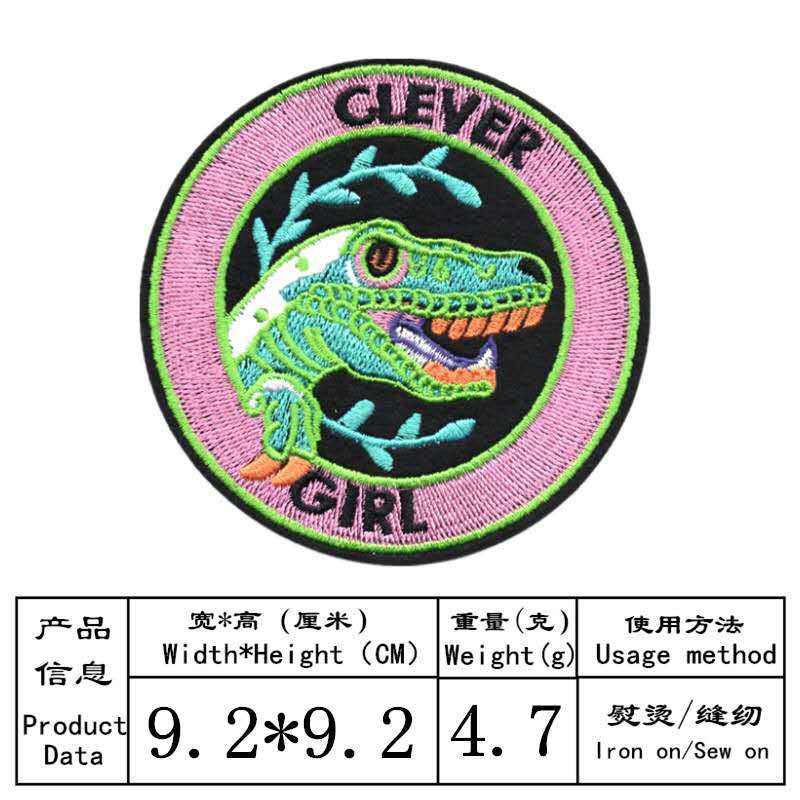 CLEVER
GIRL
产品
信息
Product
Data
宽*高（厘米）
Width*Height（CM）
9.2*9.2
重量(克)
Weight(g)
4.7
使用方法
Usage method
熨烫/缝纫
Iron on/Sew on